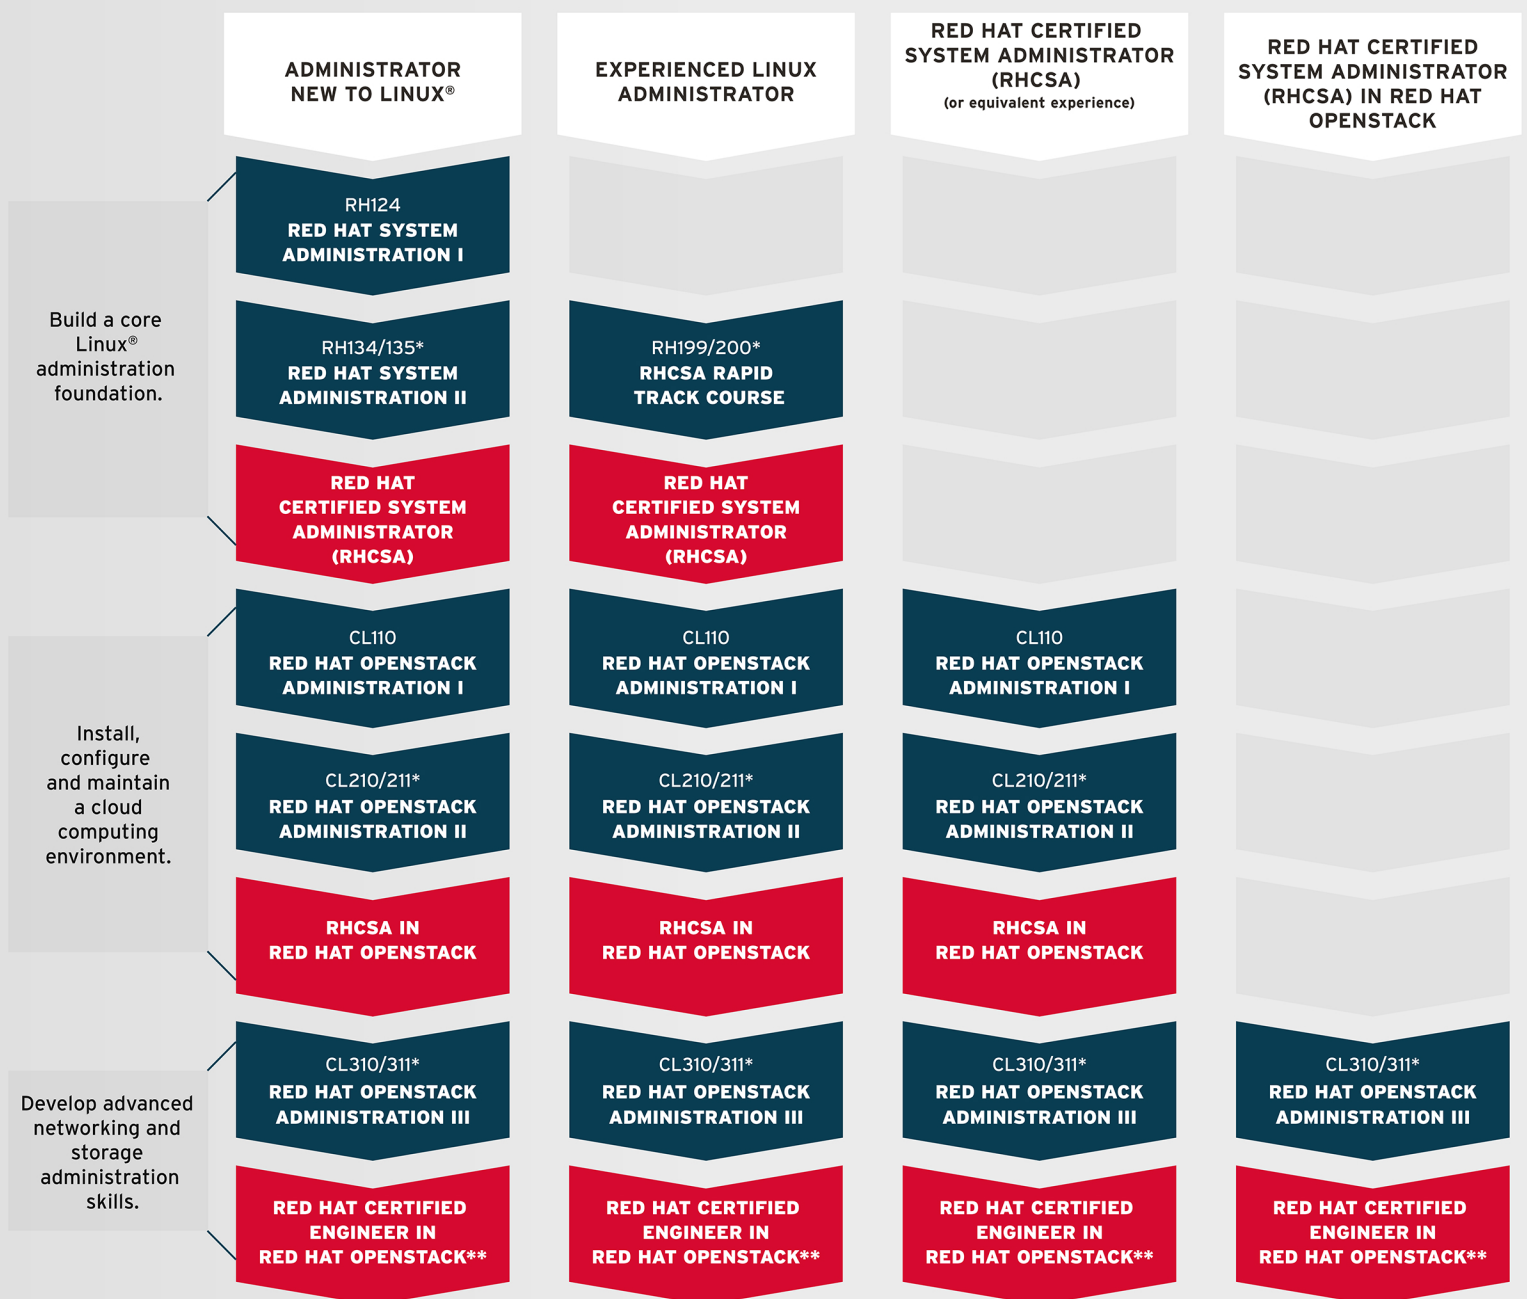 ADMINISTRATOR
NEW TO LINUX®
EXPERIENCED LINUX
ADMINISTRATOR
RED HAT CERTIFIED
SYSTEM ADMINISTRATOR
(RHCSA)
(or equivalent experience)
RED HAT CERTIFIED
SYSTEM ADMINISTRATOR
(RHCSA) IN RED HAT
OPENSTACK
Build a core
Linux®
administration
foundation.
RH124
RED HAT SYSTEM
ADMINISTRATION I
RH134/135*
RED HAT SYSTEM
ADMINISTRATION II
RH199/200*
RHCSA RAPID
TRACK COURSE
RED HAT
CERTIFIED SYSTEM
ADMINISTRATOR
(RHCSA)
RED HAT
CERTIFIED SYSTEM
ADMINISTRATOR
(RHCSA)
Install,
configure
and maintain
a cloud
computing
environment.
CL110
RED HAT OPENSTACK
ADMINISTRATION I
CL110
RED HAT OPENSTACK
ADMINISTRATION I
CL110
RED HAT OPENSTACK
ADMINISTRATION I
CL210/211*
RED HAT OPENSTACK
ADMINISTRATION II
CL210/211*
RED HAT OPENSTACK
ADMINISTRATION II
CL210/211*
RED HAT OPENSTACK
ADMINISTRATION II
RHCSA IN
RED HAT OPENSTACK
RHCSA IN
RED HAT OPENSTACK
RHCSA IN
RED HAT OPENSTACK
Develop advanced
networking and
storage
administration
skills.
CL310/311*
RED HAT OPENSTACK
ADMINISTRATION III
CL310/311*
RED HAT OPENSTACK
ADMINISTRATION III
CL310/311*
RED HAT OPENSTACK
ADMINISTRATION III
CL310/311*
RED HAT OPENSTACK
ADMINISTRATION III
RED HAT CERTIFIED
ENGINEER IN
RED HAT OPENSTACK**
RED HAT CERTIFIED
ENGINEER IN
RED HAT OPENSTACK**
RED HAT CERTIFIED
ENGINEER IN
RED HAT OPENSTACK**
RED HAT CERTIFIED
ENGINEER IN
RED HAT OPENSTACK**